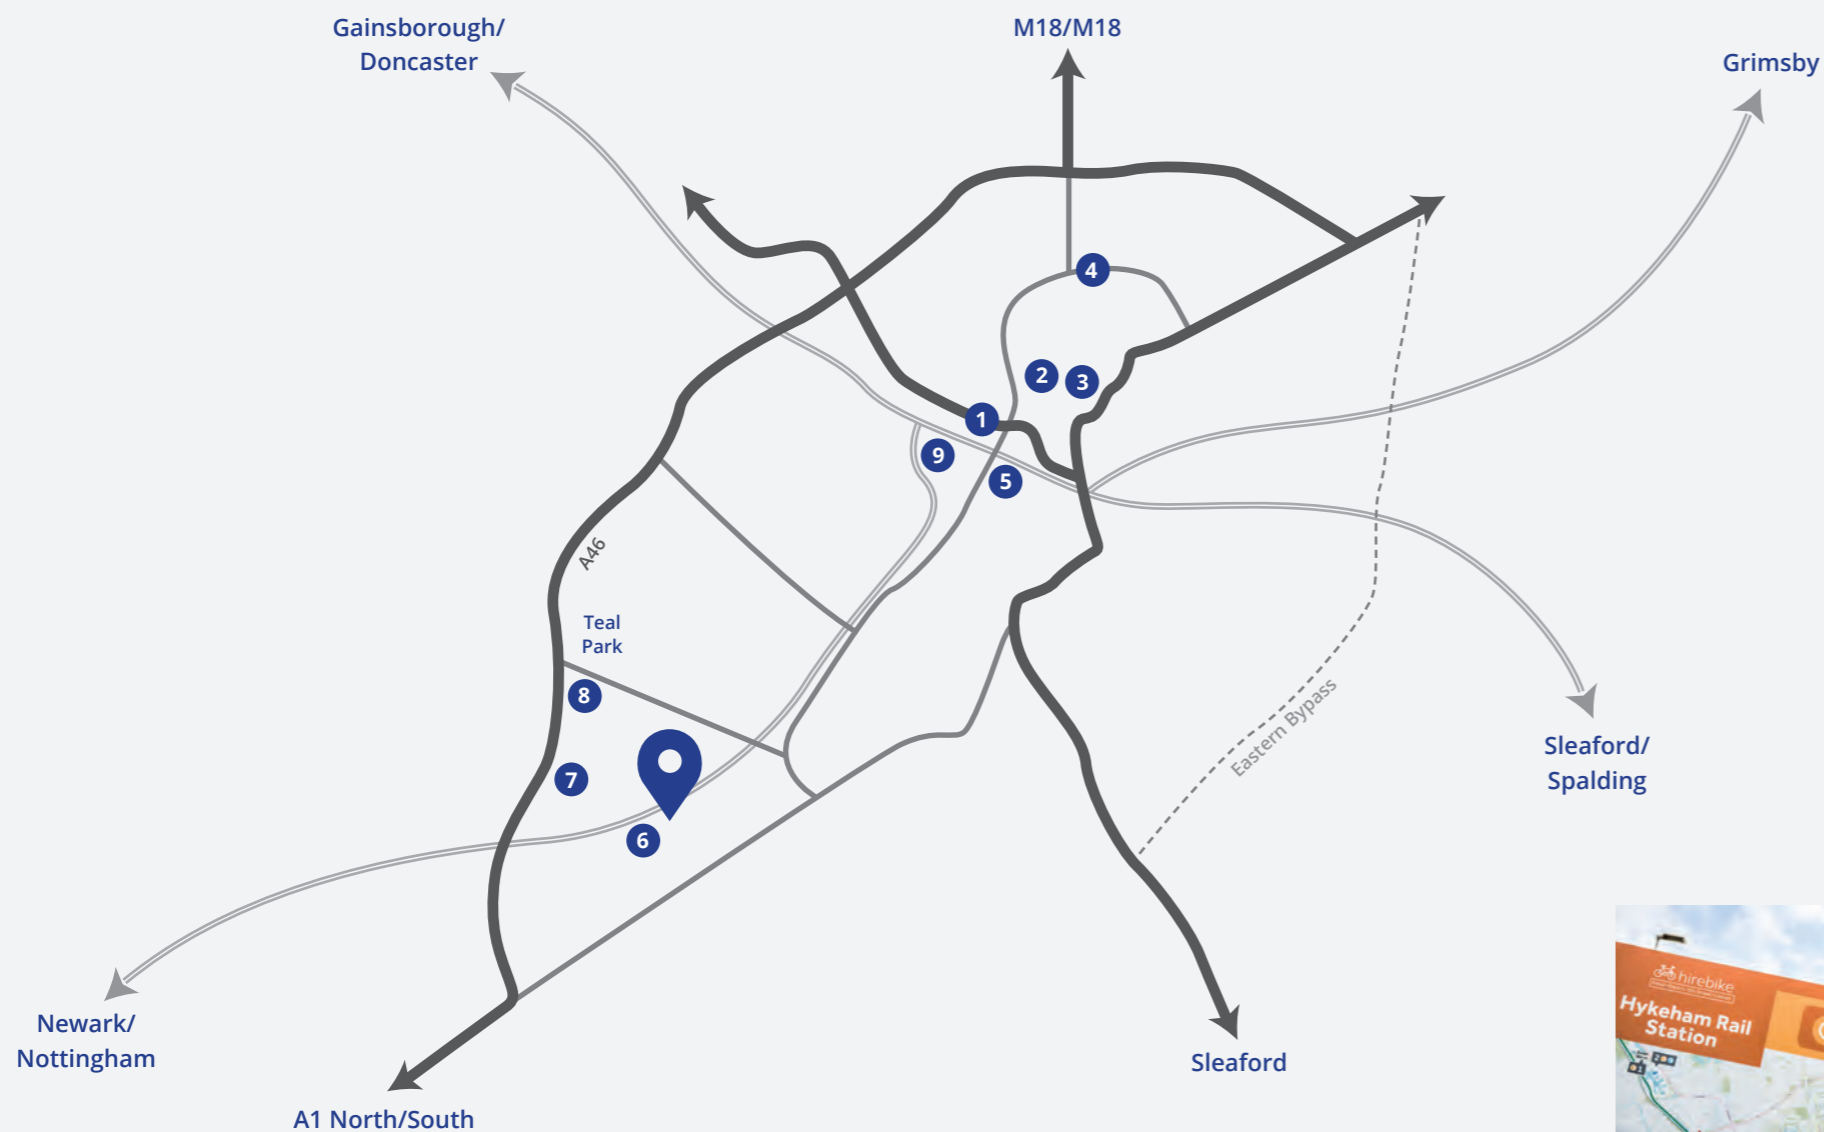 Gainsborough/
Doncaster
M18/M18
Grimsby
4
2
3
1
9
5
A46
Teal
Park
8
7
6
Eastern Bypass
Sleaford/
Spalding
Newark/
Nottingham
A1 North/South
Sleaford
hirebike
Hykeham Rail
Station